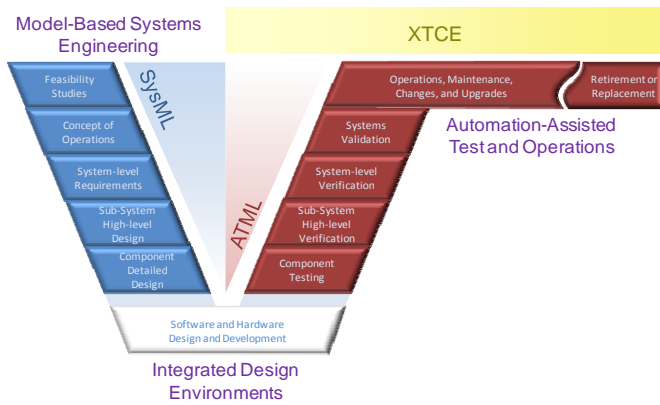 Model-Based Systems
Engineering
XTCE
Feasibility
Studies
SysML
Operations, Maintenance,
Changes, and Upgrades
Retirement or
Replacement
Concept of
Operations
Systems
Validation
Automation-Assisted
Test and Operations
System-level
Requirements
System-level
Verification
Sub-System
High-level
Design
ATML
Sub-System
High-level
Verification
Component
Detailed
Design
Component
Testing
Software and Hardware
Design and Development
Integrated Design
Environments